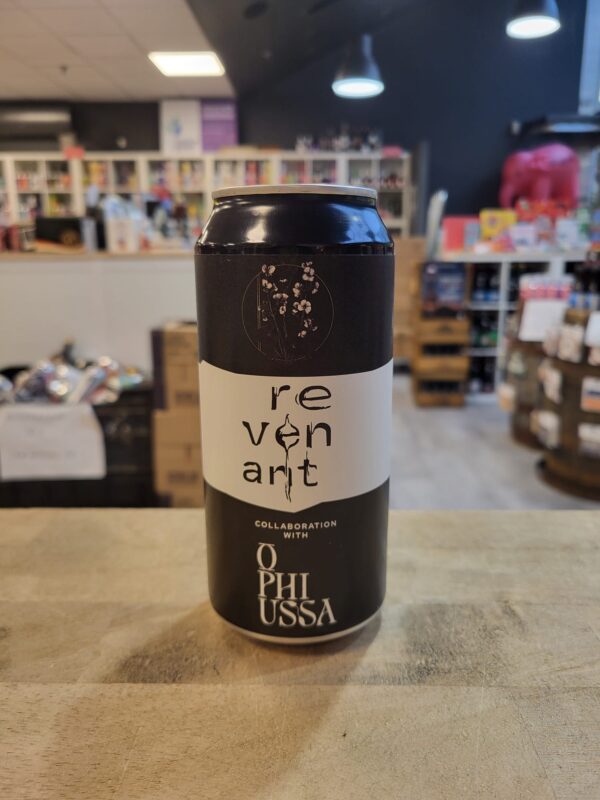 re
ven
ant
COLLABORATION
WITH
Ō
PHI
USSA